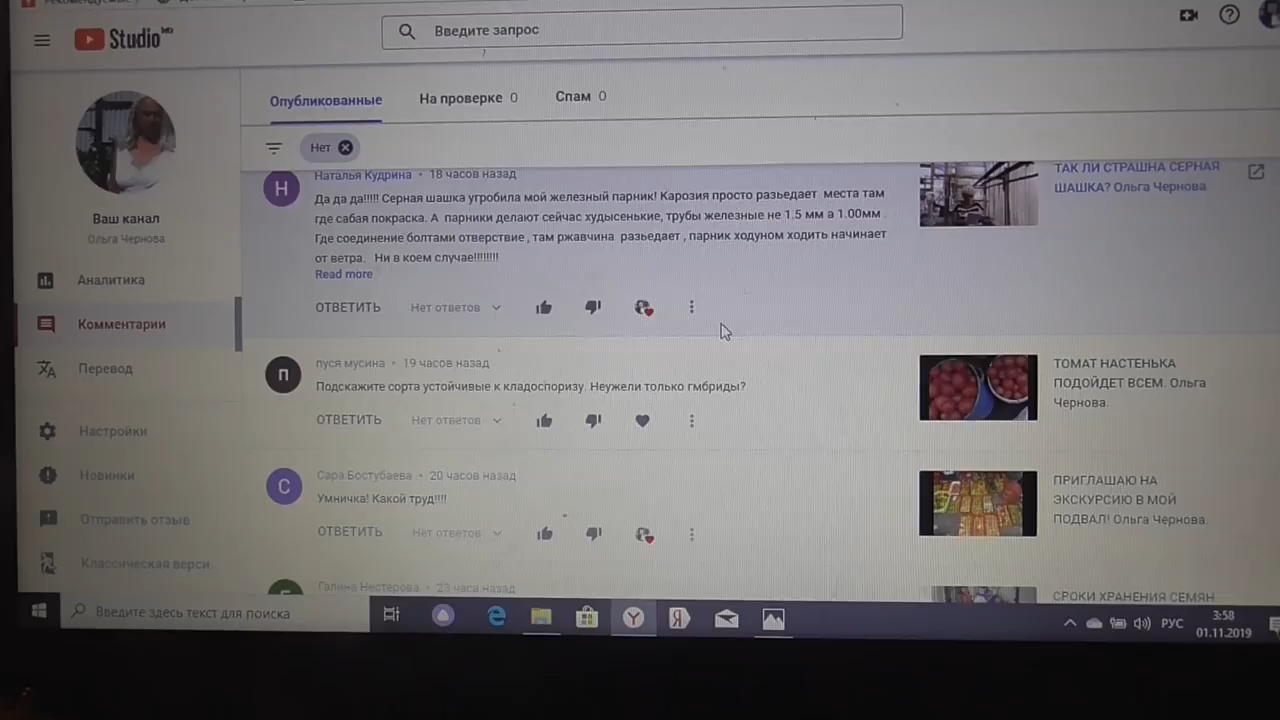 Studio
Введите запрос
Опубликованные
На проверке 0
Спам 0
Нет
Ваш канал
Ольга Чернова
Аналитика
Комментарии
Перевод
Настройки
Новинки
Отправить отзыв
Классическая верси
Н
Наталья Кудрина • 18 часов назад
Да да да!!!!! Серная шашка угробила мой железный парник! Карозия просто разьедает места там
где сабая покраска. А парники делают сейчас худысенькие, трубы железные не 1.5 мм а 1.00мм .
Где соединение болтами отверствие , там ржавчина разьедает , парник ходуном ходить начинает
от ветра. Ни в коем случае!!!!!!!!
Read more
ОТВЕТИТЬ Нет ответов
ТАК ЛИ СТРАШНА СЕРНАЯ
ШАШКА? Ольга Чернова
П
пуся мусина • 19 часов назад
Подскажите сорта устойчивые к кладоспоризу. Неужели только гмбриды?
ОТВЕТИТЬ Нет ответов
ТОМАТ НАСТЕНЬКА
ПОДОЙДЕТ ВСЕМ. Ольга
Чернова.
С
Сара Бостубаева • 20 часов назад
Умничка! Какой труд!!!!
ОТВЕТИТЬ Нет ответов
ПРИГЛАШАЮ НА
ЭКСКУРСИЮ В МОЙ
ПОДВАЛ! Ольга Чернова.
Галина Нестерова • 23 часа назад
СРОКИ ХРАНЕНИЯ СЕМЯН
Введите здесь текст для поиска
РУС
3:58
01.11.2019